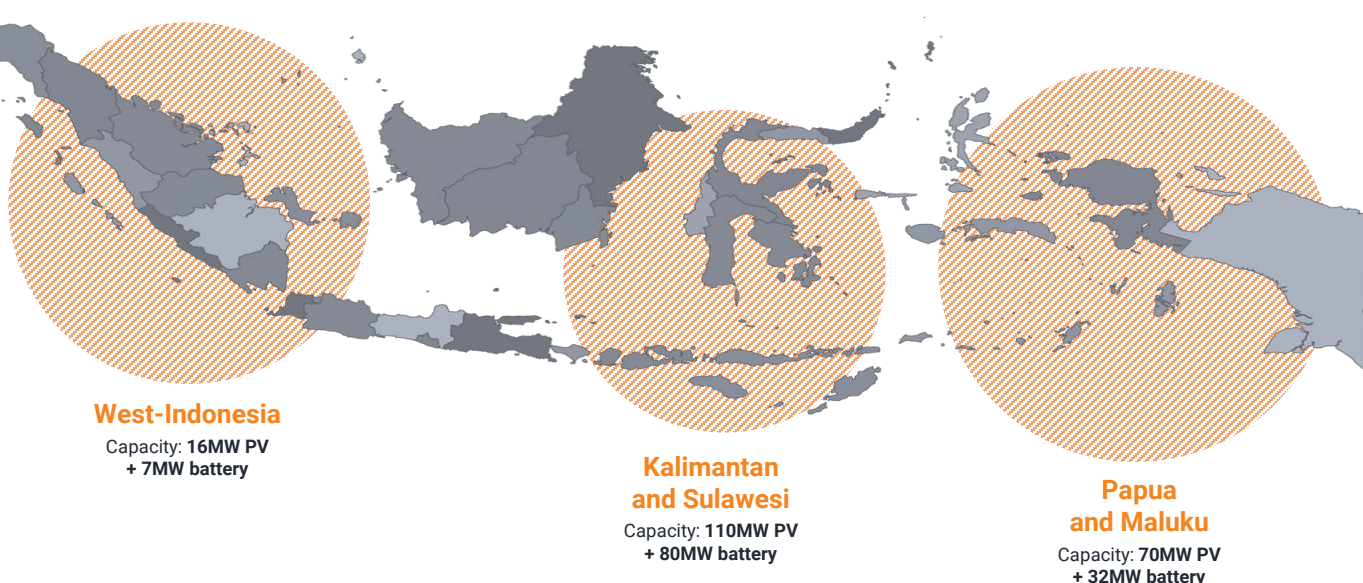 West-Indonesia
Capacity: 16MW PV
+ 7MW battery
Kalimantan
and Sulawesi
Capacity: 110MW PV
+ 80MW battery
Papua
and Maluku
Capacity: 70MW PV
+ 32MW battery